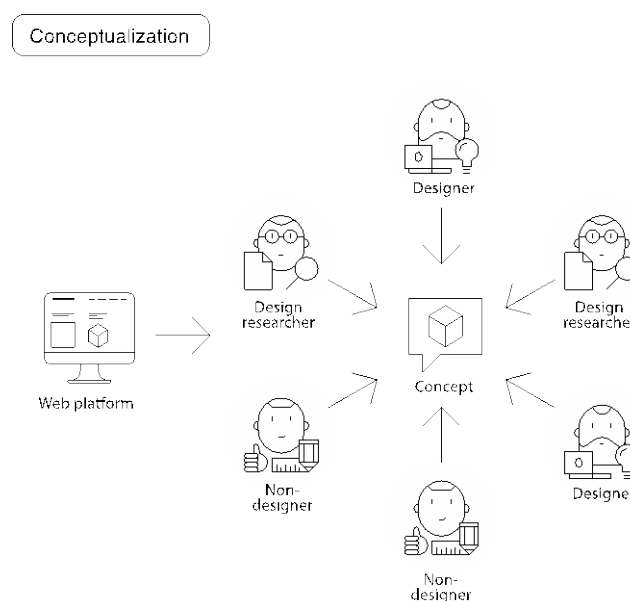 Conceptualization
Designer
Design
researcher
Design
researche
Web platform
Concept
Non-
designer
Designe
Non-
designer